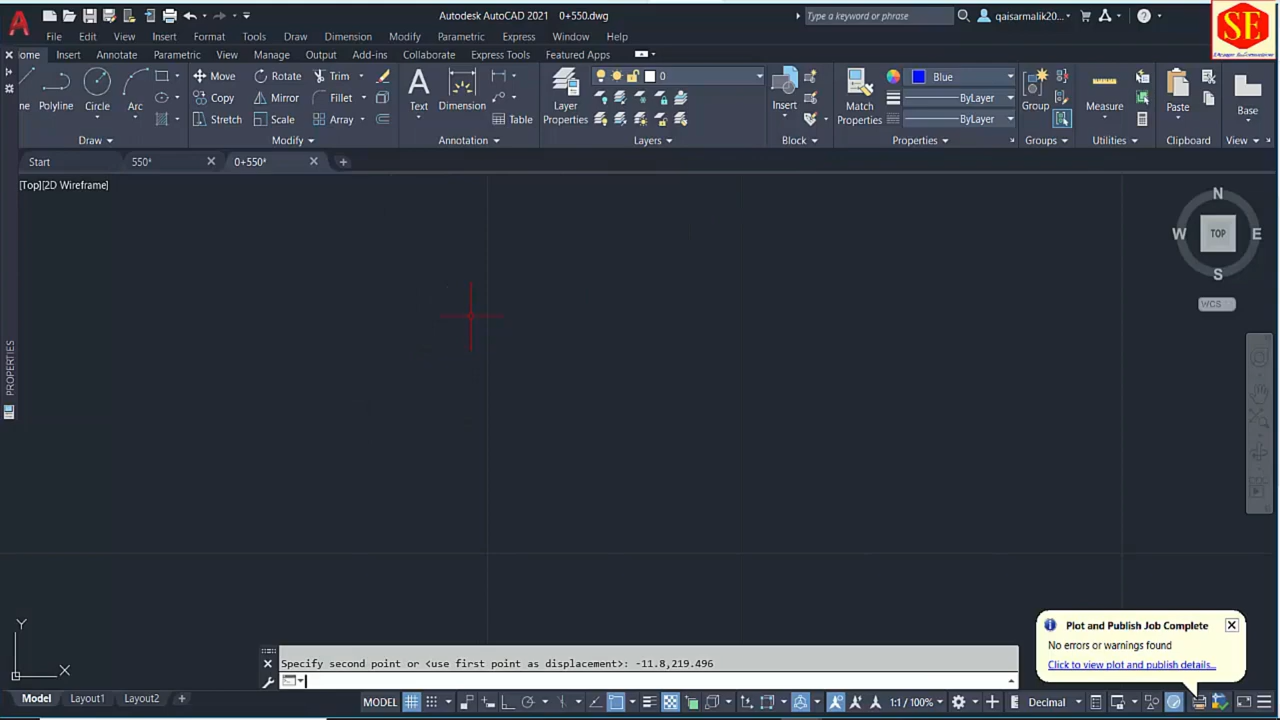 Autodesk AutoCAD 2021 0+550.dwg
Type a keyword or phrase
qaisarmalik20...
SE
File Edit View Insert Format Tools Draw Dimension Modify Parametric Express Window Help
ome Insert Annotate Parametric View Manage Output Add-ins Collaborate Express Tools Featured Apps
Move Rotate Trim
0
Blue
ne Polyline Circle Arc
Copy Mirror Fillet
Text Dimension
Layer Properties
Insert
Match Properties
ByLayer
Group Measure Paste Base
Stretch Scale Array
Table
ByLayer
Draw Modify Annotation Layers Block Properties Groups Utilities Clipboard View
Start 550* 0+550*
[Top][2D Wireframe]
N
W TOP E
S
WCS
PROPERTIES
Y
X
Plot and Publish Job Complete
No errors or warnings found
Click to view plot and publish details...
Specify second point or <use first point as displacement>: -11.8,219.496
Model Layout1 Layout2
MODEL 1:1 / 100% Decimal